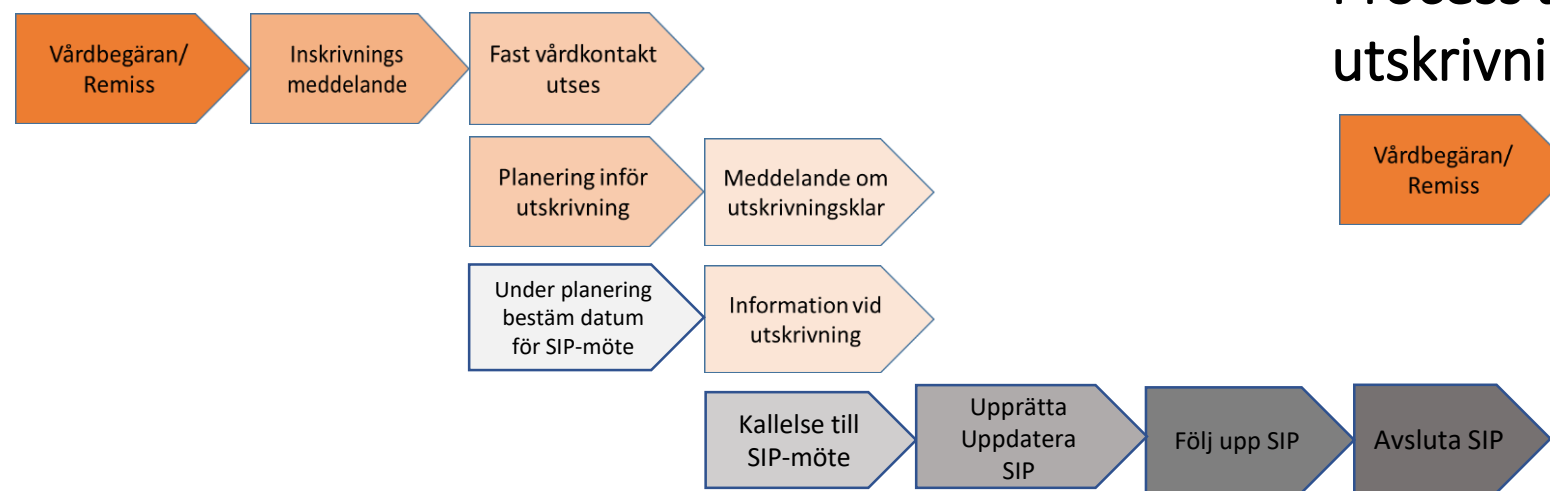 Vårdbegäran/
Remiss
Inskrivnings
meddelande
Fast vårdkontakt
utses
Planering inför
utskrivning
Meddelande om
utskrivningsklar
Under planering
bestäm datum
för SIP-möte
Information vid
utskrivning
Kallelse till
SIP-möte
Upprätta
Uppdatera
SIP
Följ upp SIP
Avsluta SIP
utskrivni
Vårdbegäran/
Remiss